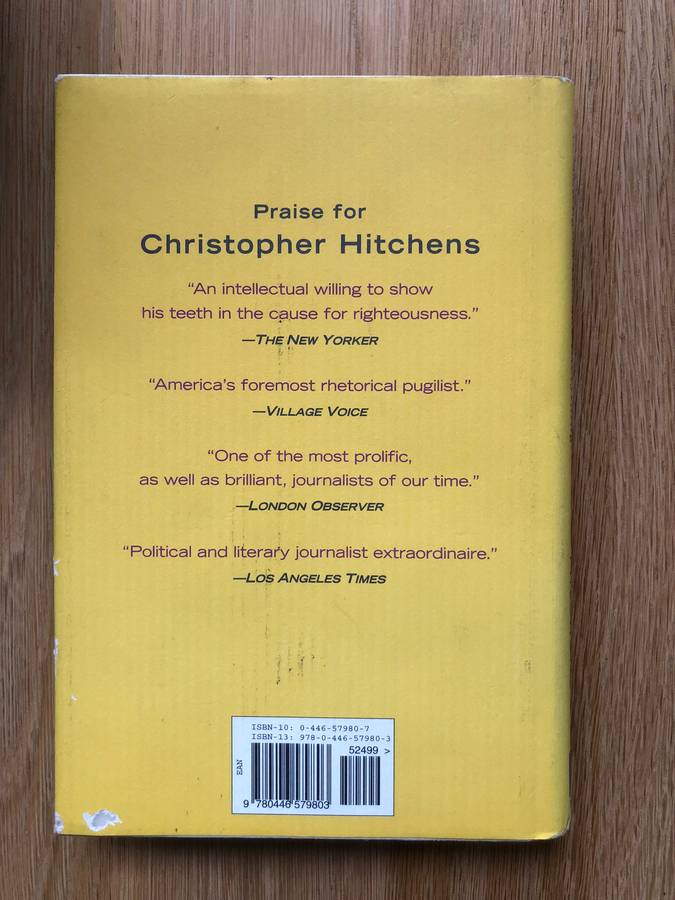 Praise for
Christopher Hitchens
“An intellectual willing to show
his teeth in the cause for righteousness.”
—THE NEW YORKER
“America’s foremost rhetorical pugilist.”
—VILLAGE VOICE
“One of the most prolific,
as well as brilliant, journalists of our time.”
—LONDON OBSERVER
“Political and literary journalist extraordinaire.”
—LOS ANGELES TIMES
ISBN-10: 0-446-57980-7
ISBN-13: 978-0-446-57980-3
52499 >
EAN
9 780446 579803